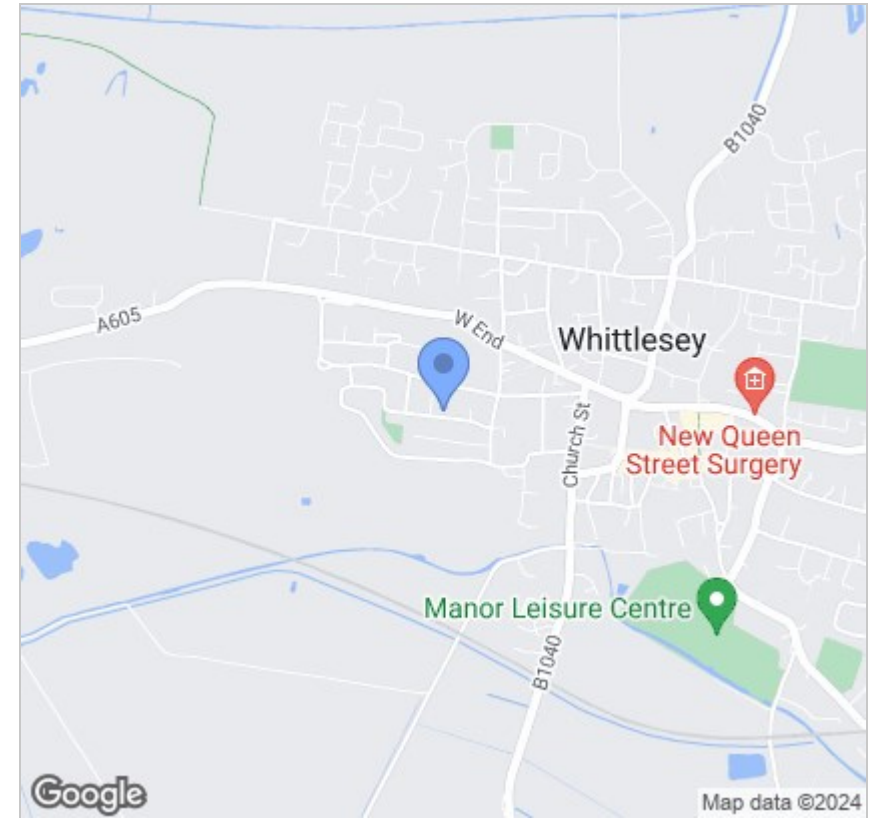 B1040
A605
W End
Whittlesey
Church St
New Queen
Street Surgery
Manor Leisure Centre
B1040
Google
Map data ©2024